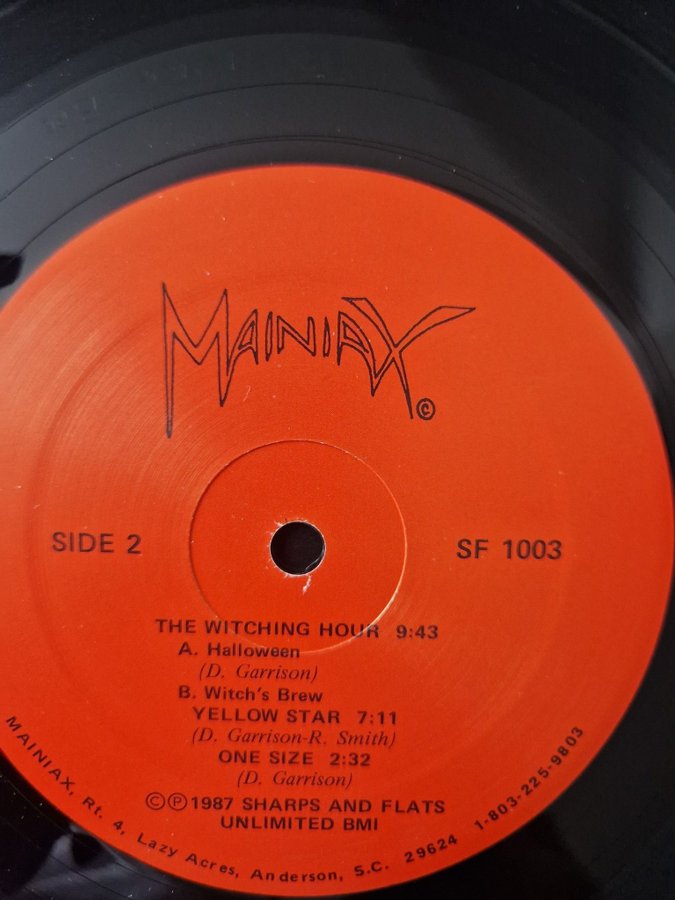 MAINIAX ©
SIDE 2
SF 1003
THE WITCHING HOUR 9:43
A. Halloween
(D. Garrison)
B. Witch's Brew
YELLOW STAR 7:11
(D. Garrison-R. Smith)
ONE SIZE 2:32
(D. Garrison)
©℗1987 SHARPS AND FLATS
UNLIMITED BMI
MAINIAX, Rt. 4, Lazy Acres, Anderson, S.C. 29624 1-803-225-9803